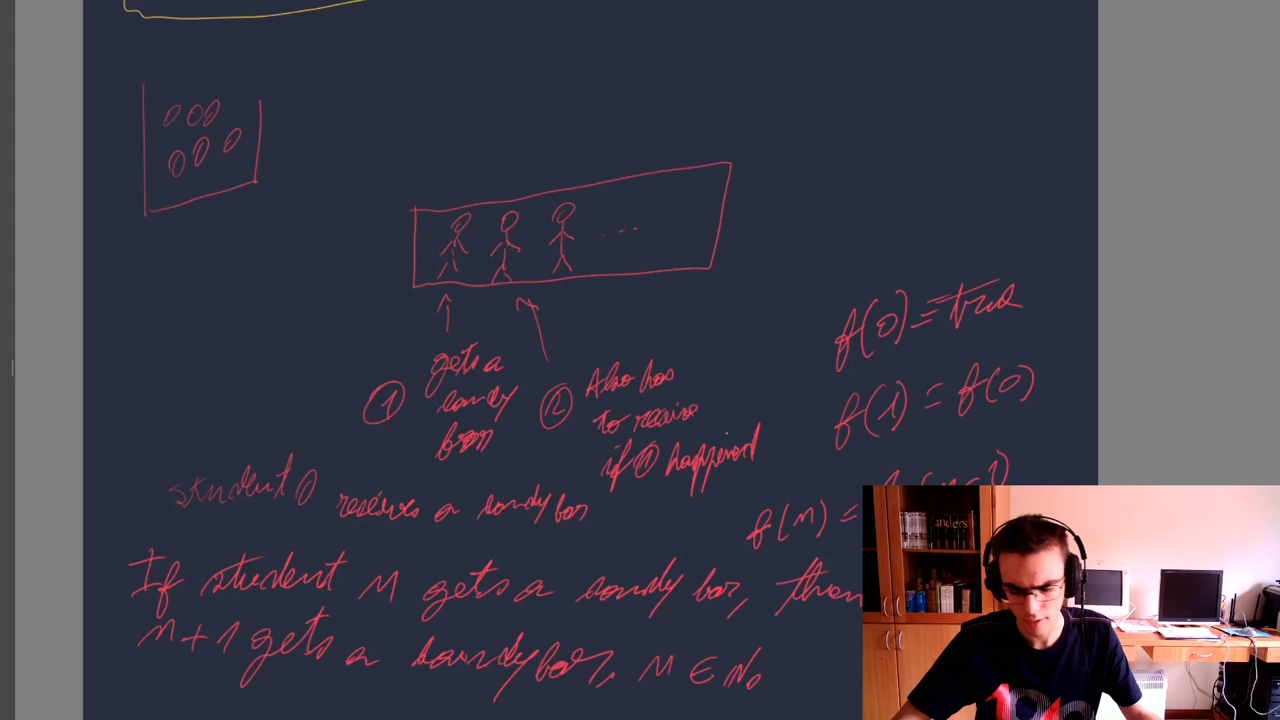 f(0) = true
gets a
candy
bar
①
② Also has
to receive
if ① happened
f(1) = f(0)
student 0 receives a candy bar
f(n) =
If student n gets a candy bar, then
n+1 gets a candy bar, n ∈ N₀
anders